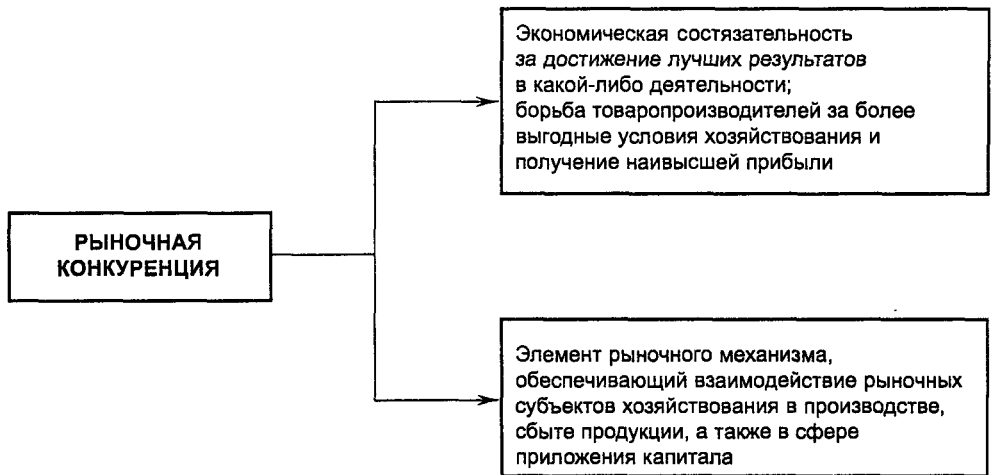 Экономическая состязательность
за достижение лучших результатов
в какой-либо деятельности;
борьба товаропроизводителей за более
выгодные условия хозяйствования и
получение наивысшей прибыли
РЫНОЧНАЯ
КОНКУРЕНЦИЯ
Элемент рыночного механизма,
обеспечивающий взаимодействие рыночных
субъектов хозяйствования в производстве,
сбыте продукции, а также в сфере
приложения капитала